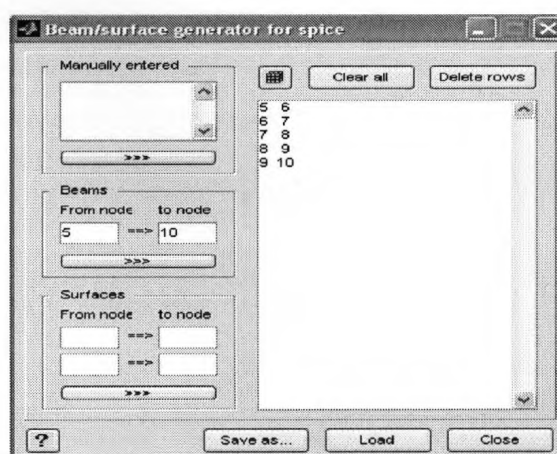 Beam/surface generator for spice
Manually entered
>>>
Beams
From node to node
5 ==> 10
>>>
Surfaces
From node to node
==>
==>
>>>
Clear all Delete rows
5 6
6 7
7 8
8 9
9 10
? Save as... Load Close